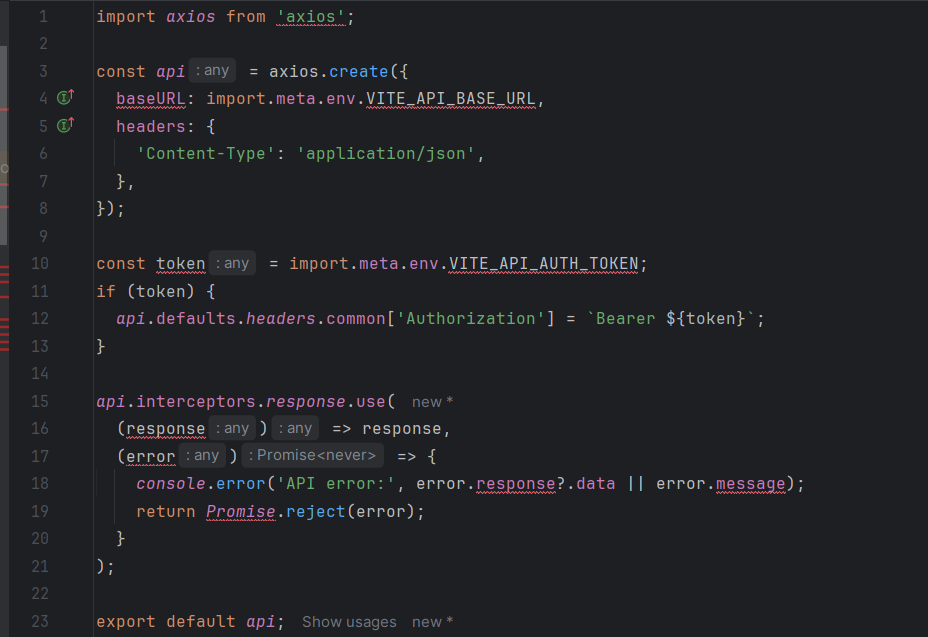 1 import axios from 'axios';
2
3 const api : any = axios.create({
4 baseURL: import.meta.env.VITE_API_BASE_URL,
5 headers: {
6 'Content-Type': 'application/json',
7 },
8 });
9
10 const token : any = import.meta.env.VITE_API_AUTH_TOKEN;
11 if (token) {
12 api.defaults.headers.common['Authorization'] = `Bearer ${token}`;
13 }
14
15 api.interceptors.response.use( new *
16 (response : any ) : any => response,
17 (error : any ) : Promise<never> => {
18 console.error('API error:', error.response?.data || error.message);
19 return Promise.reject(error);
20 }
21 );
22
23 export default api; Show usages new *